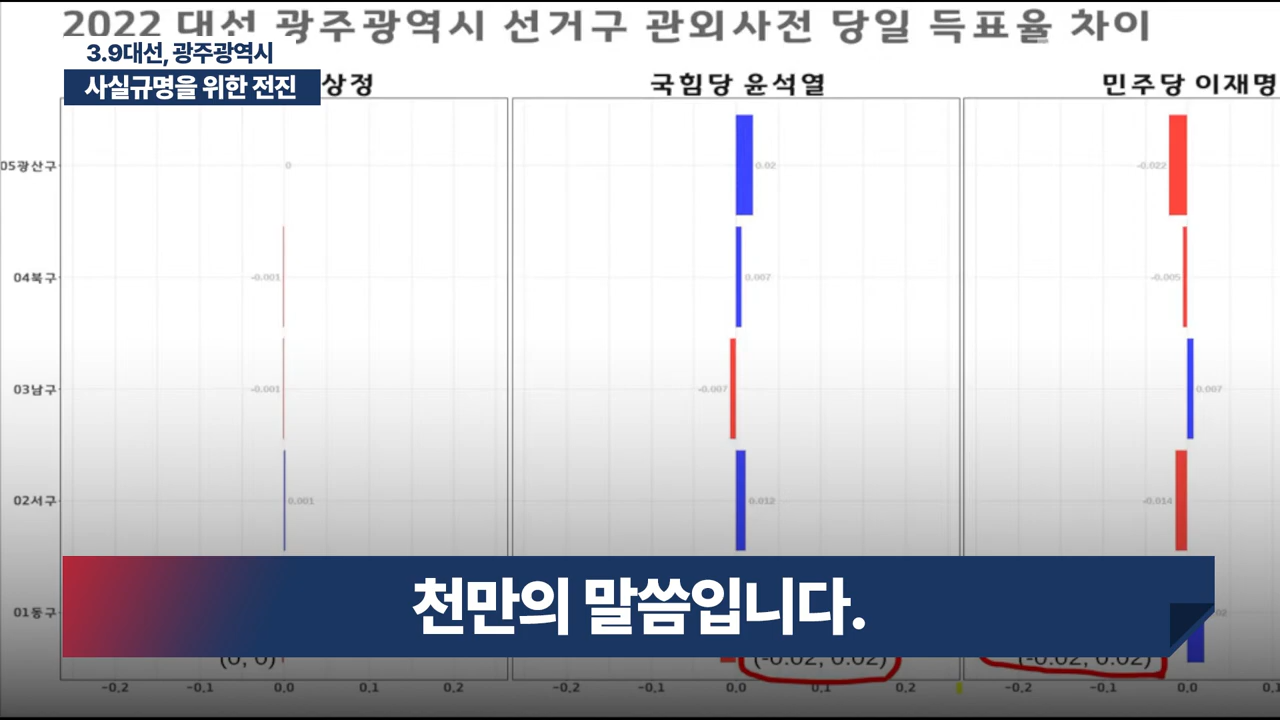 2022 대선 광주광역시 선거구 관외사전 당일 득표율 차이
3.9대선, 광주광역시
사실규명을 위한 전진
상정
국힘당 윤석열
민주당 이재명
05광산구
0
0.02
-0.022
04북구
-0.001
0.007
-0.005
03남구
-0.001
-0.007
0.007
02서구
0.001
0.012
-0.014
천만의 말씀입니다.
01동구
(0, 0)
(-0.02, 0.02)
(-0.02, 0.02)
-0.2 -0.1 0.0 0.1 0.2
-0.2 -0.1 0.0 0.1 0.2
-0.2 -0.1 0.0